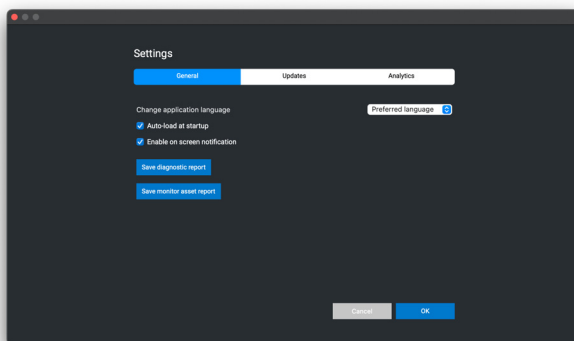 Settings
General Updates Analytics
Change application language Preferred language
Auto-load at startup
Enable on screen notification
Save diagnostic report
Save monitor asset report
Cancel OK